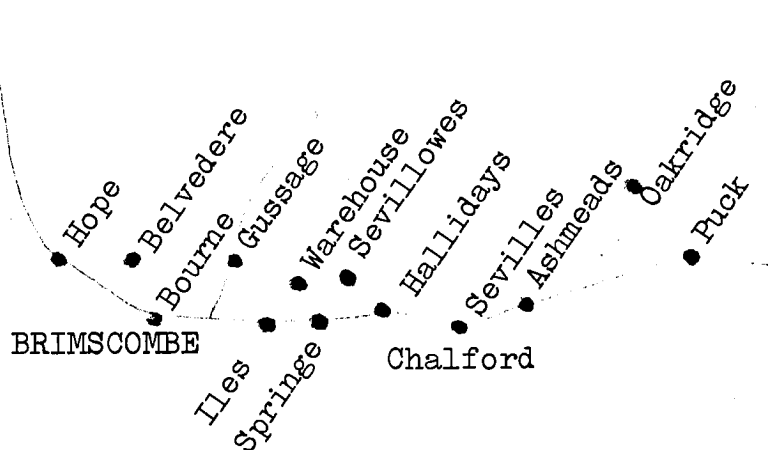 Hope
Belvedere
Bourne
Gussage
Warehouse
Sevillowes
Hallidays
Sevilles
Ashmeads
Oakridge
Puck
BRIMSCOMBE
Iles
Springe
Chalford